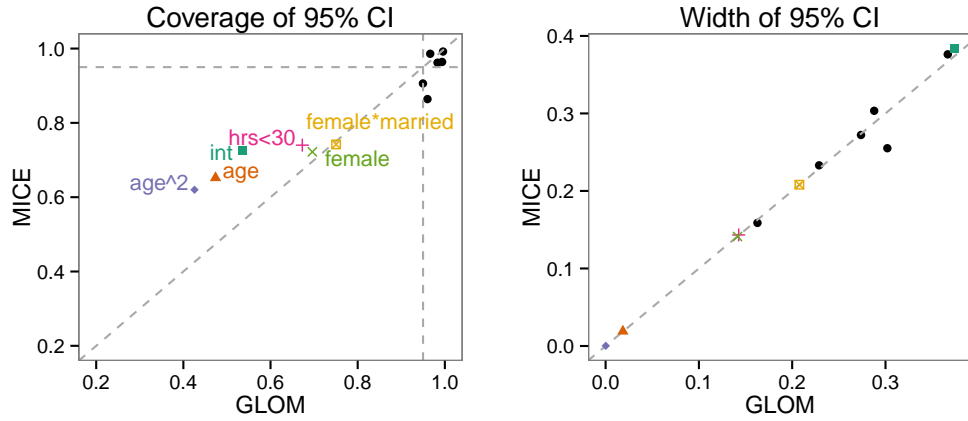 Coverage of 95% CI
MICE
1.0
0.8
0.6
0.4
0.2
female*married
hrs<30
int
female
age
age^2
0.2 0.4 0.6 0.8 1.0
GLOM
Width of 95% CI
MICE
0.4
0.3
0.2
0.1
0.0
0.0 0.1 0.2 0.3
GLOM